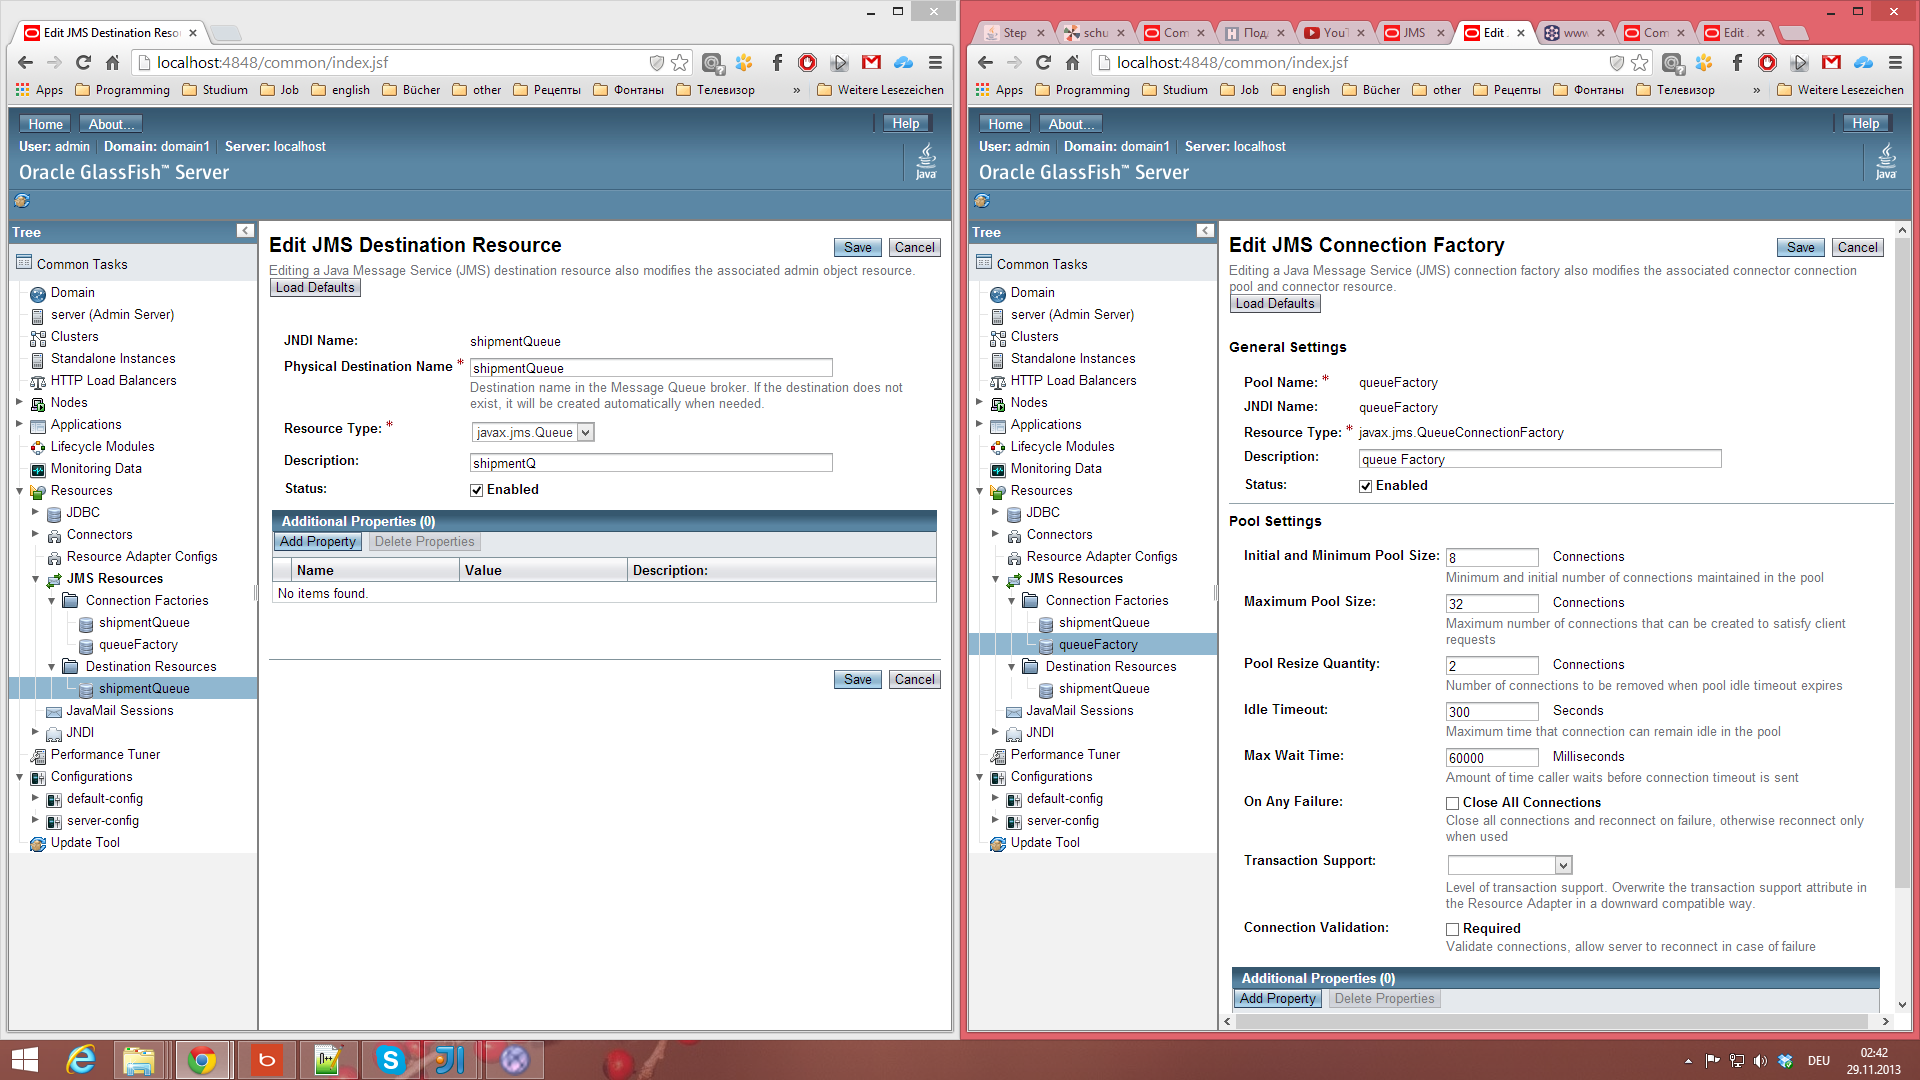 Edit JMS Destination Reso
localhost:4848/common/index.jsf
Apps Programming Studium Job english Bücher other Рецепты Фонтаны Телевизор » Weitere Lesezeichen
Home About... Help
User: admin Domain: domain1 Server: localhost
Oracle GlassFish™ Server
Java
Tree
Common Tasks
Domain
server (Admin Server)
Clusters
Standalone Instances
HTTP Load Balancers
Nodes
Applications
Lifecycle Modules
Monitoring Data
Resources
JDBC
Connectors
Resource Adapter Configs
JMS Resources
Connection Factories
shipmentQueue
queueFactory
Destination Resources
shipmentQueue
JavaMail Sessions
JNDI
Performance Tuner
Configurations
default-config
server-config
Update Tool
Edit JMS Destination Resource
Save Cancel
Editing a Java Message Service (JMS) destination resource also modifies the associated admin object resource.
Load Defaults
JNDI Name: shipmentQueue
Physical Destination Name * shipmentQueue
Destination name in the Message Queue broker. If the destination does not
exist, it will be created automatically when needed.
Resource Type: * javax.jms.Queue
Description: shipmentQ
Status: Enabled
Additional Properties (0)
Add Property Delete Properties
Name Value Description:
No items found.
Save Cancel
Step schu Com Подд YouT JMS Edit . www Com Edit .
localhost:4848/common/index.jsf
Apps Programming Studium Job english Bücher other Рецепты Фонтаны Телевизор » Weitere Lesezeichen
Home About... Help
User: admin Domain: domain1 Server: localhost
Oracle GlassFish™ Server
Java
Tree
Common Tasks
Domain
server (Admin Server)
Clusters
Standalone Instances
HTTP Load Balancers
Nodes
Applications
Lifecycle Modules
Monitoring Data
Resources
JDBC
Connectors
Resource Adapter Configs
JMS Resources
Connection Factories
shipmentQueue
queueFactory
Destination Resources
shipmentQueue
JavaMail Sessions
JNDI
Performance Tuner
Configurations
default-config
server-config
Update Tool
Edit JMS Connection Factory
Save Cancel
Editing a Java Message Service (JMS) connection factory also modifies the associated connector connection
pool and connector resource.
Load Defaults
General Settings
Pool Name: * queueFactory
JNDI Name: queueFactory
Resource Type: * javax.jms.QueueConnectionFactory
Description: queue Factory
Status: Enabled
Pool Settings
Initial and Minimum Pool Size: 8 Connections
Minimum and initial number of connections maintained in the pool
Maximum Pool Size: 32 Connections
Maximum number of connections that can be created to satisfy client
requests
Pool Resize Quantity: 2 Connections
Number of connections to be removed when pool idle timeout expires
Idle Timeout: 300 Seconds
Maximum time that connection can remain idle in the pool
Max Wait Time: 60000 Milliseconds
Amount of time caller waits before connection timeout is sent
On Any Failure: Close All Connections
Close all connections and reconnect on failure, otherwise reconnect only
when used
Transaction Support:
Level of transaction support. Overwrite the transaction support attribute in
the Resource Adapter in a downward compatible way.
Connection Validation: Required
Validate connections, allow server to reconnect in case of failure
Additional Properties (0)
Add Property Delete Properties
DEU
02:42
29.11.2013